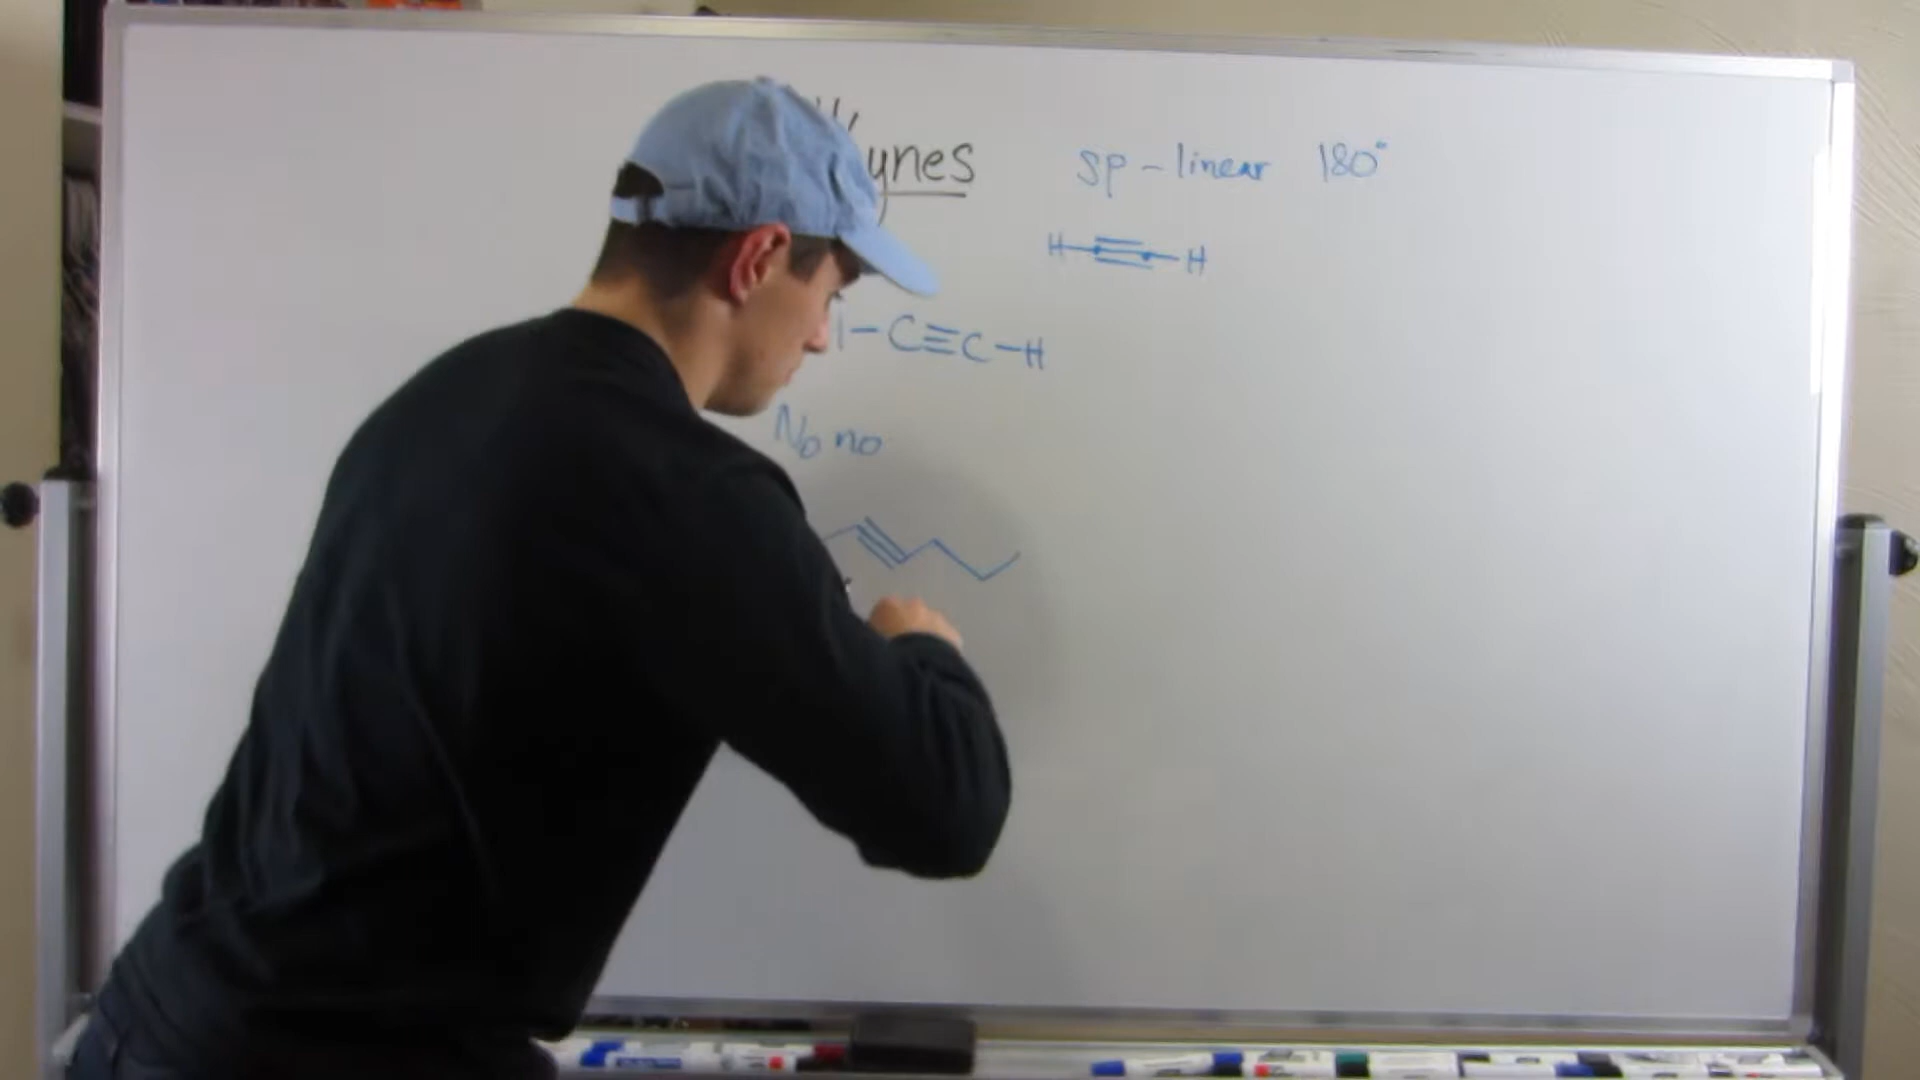 ynes
sp - linear 180°
H-≡-H
-C≡C-H
No no